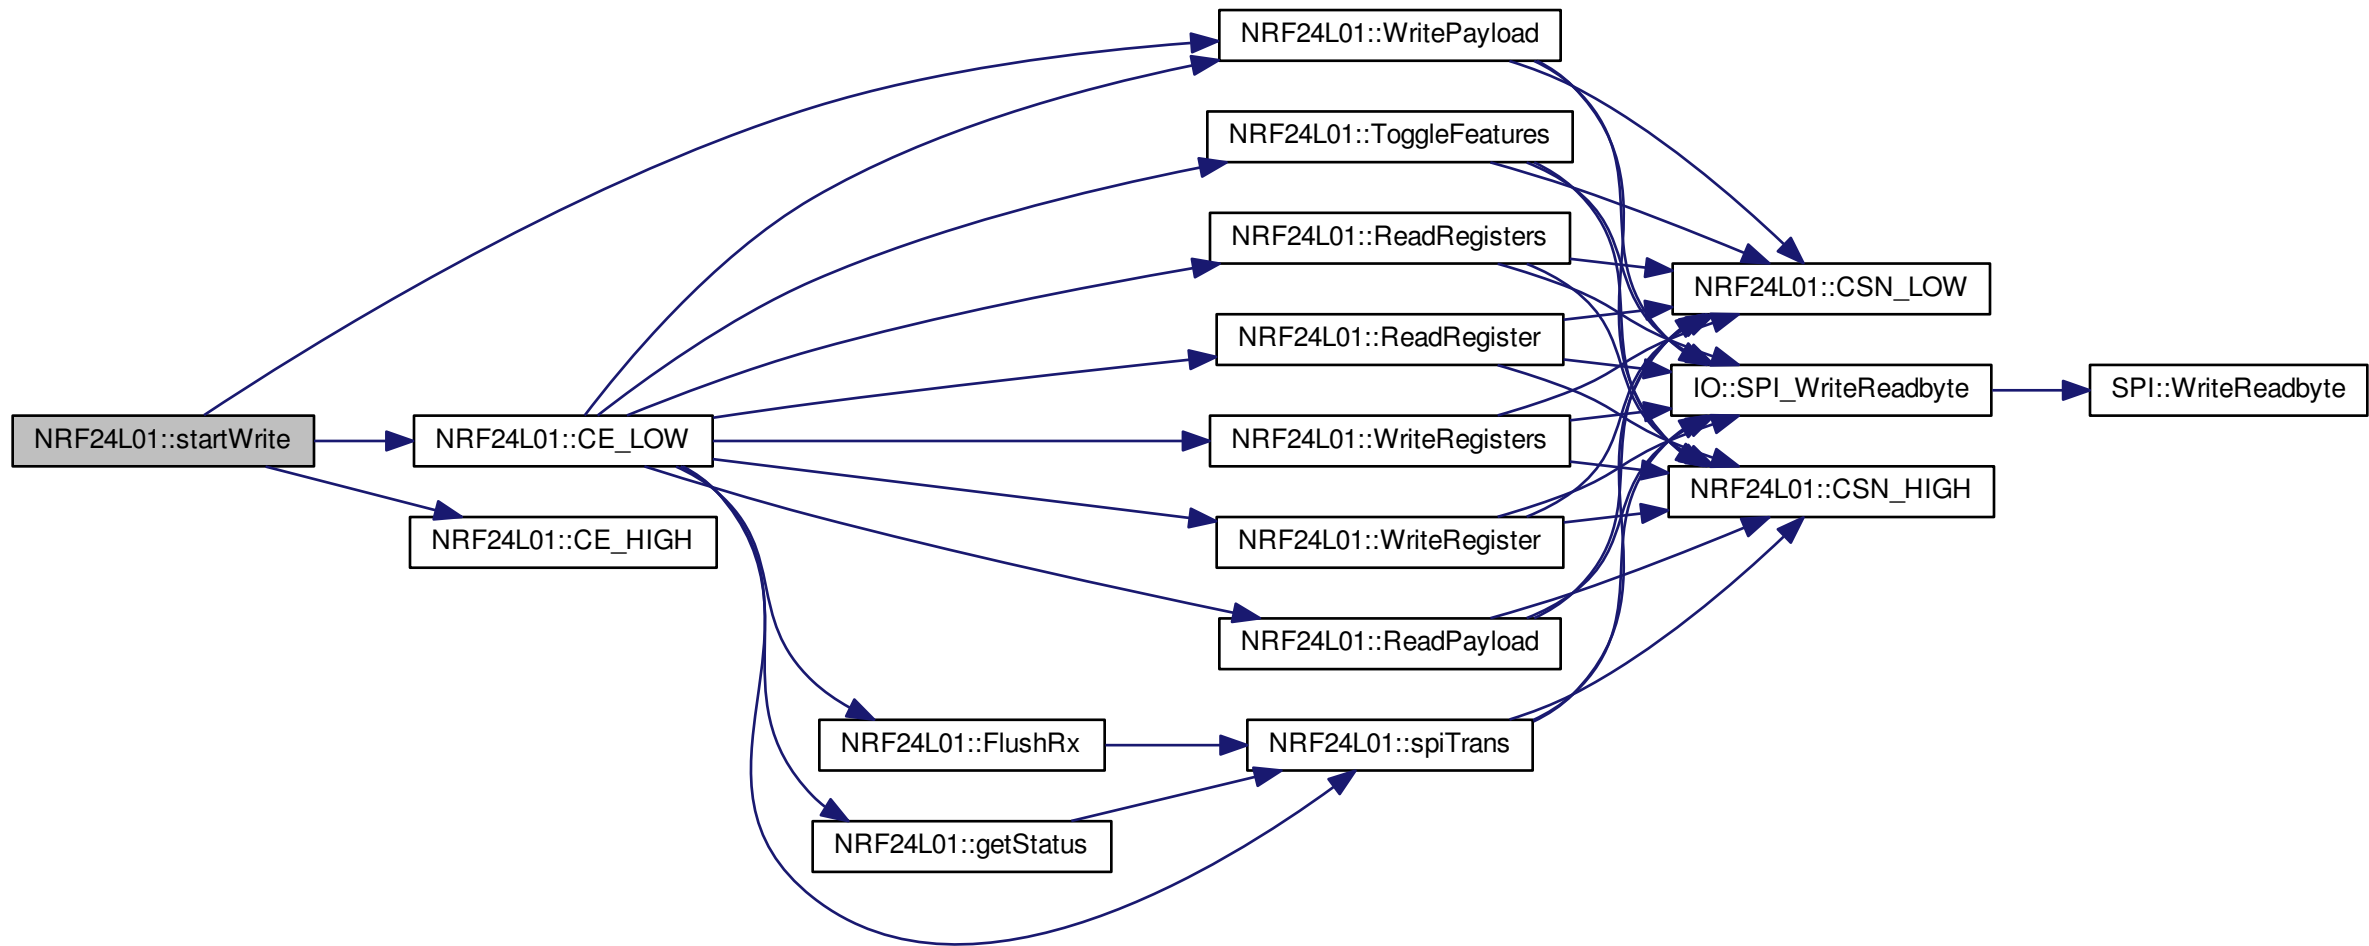 NRF24L01::WritePayload
NRF24L01::ToggleFeatures
NRF24L01::ReadRegisters
NRF24L01::CSN_LOW
NRF24L01::ReadRegister
IO::SPI_WriteReadbyte
SPI::WriteReadbyte
NRF24L01::startWrite
NRF24L01::CE_LOW
NRF24L01::WriteRegisters
NRF24L01::CSN_HIGH
NRF24L01::CE_HIGH
NRF24L01::WriteRegister
NRF24L01::ReadPayload
NRF24L01::FlushRx
NRF24L01::spiTrans
NRF24L01::getStatus